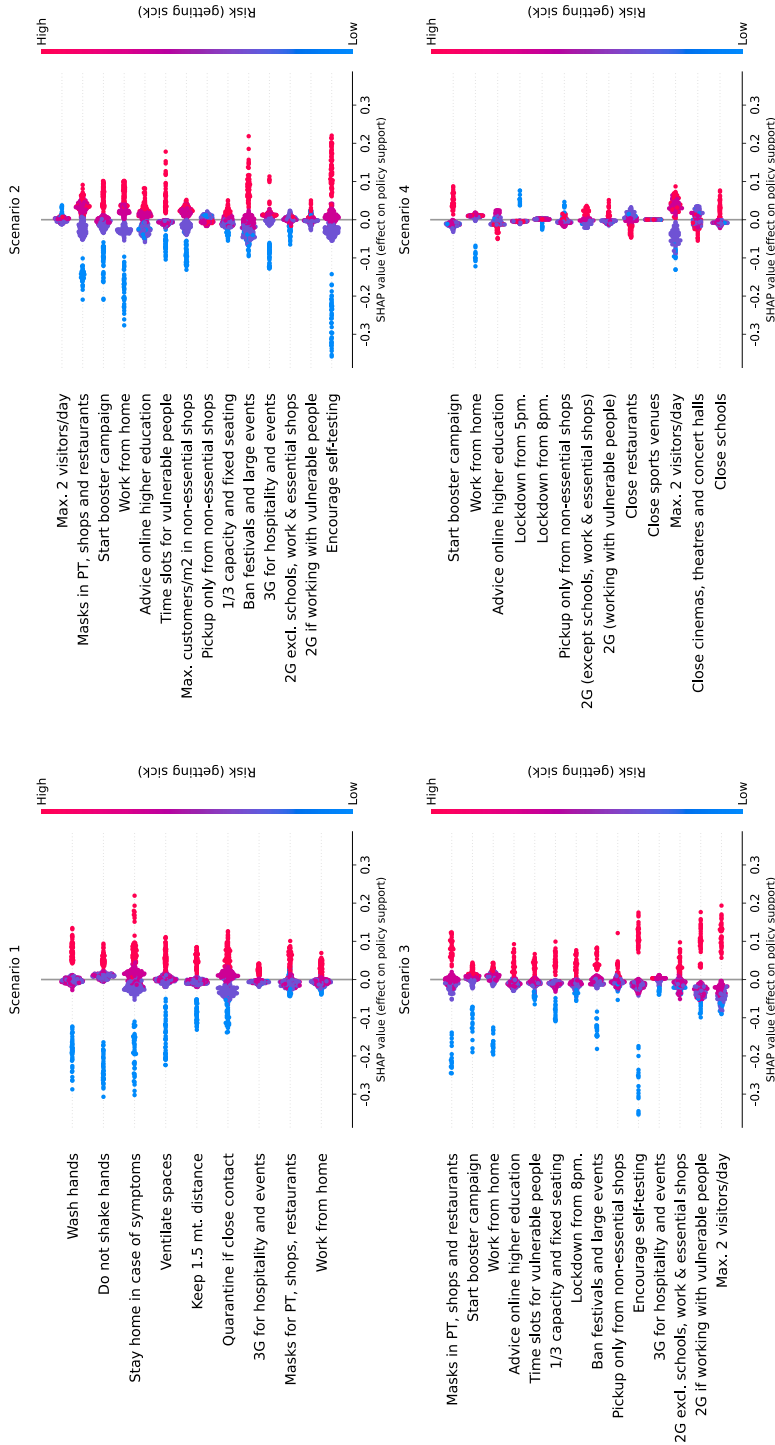 Scenario 1
Wash hands
Do not shake hands
Stay home in case of symptoms
Ventilate spaces
Keep 1.5 mt. distance
Quarantine if close contact
3G for hospitality and events
Masks for PT, shops, restaurants
Work from home
-0.3 -0.2 -0.1 0.0 0.1 0.2 0.3
SHAP value (effect on policy support)
High
Low
Risk (getting sick)
Scenario 2
Max. 2 visitors/day
Masks in PT, shops and restaurants
Start booster campaign
Work from home
Advice online higher education
Time slots for vulnerable people
Max. customers/m2 in non-essential shops
Pickup only from non-essential shops
1/3 capacity and fixed seating
Ban festivals and large events
3G for hospitality and events
2G excl. schools, work & essential shops
2G if working with vulnerable people
Encourage self-testing
-0.3 -0.2 -0.1 0.0 0.1 0.2 0.3
SHAP value (effect on policy support)
High
Low
Risk (getting sick)
Scenario 3
Masks in PT, shops and restaurants
Start booster campaign
Work from home
Advice online higher education
Time slots for vulnerable people
1/3 capacity and fixed seating
Lockdown from 8pm.
Ban festivals and large events
Pickup only from non-essential shops
Encourage self-testing
3G for hospitality and events
2G excl. schools, work & essential shops
2G if working with vulnerable people
Max. 2 visitors/day
-0.3 -0.2 -0.1 0.0 0.1 0.2 0.3
SHAP value (effect on policy support)
High
Low
Risk (getting sick)
Scenario 4
Start booster campaign
Work from home
Advice online higher education
Lockdown from 5pm.
Lockdown from 8pm.
Pickup only from non-essential shops
2G (except schools, work & essential shops)
2G (working with vulnerable people)
Close restaurants
Close sports venues
Max. 2 visitors/day
Close cinemas, theatres and concert halls
Close schools
-0.3 -0.2 -0.1 0.0 0.1 0.2 0.3
SHAP value (effect on policy support)
High
Low
Risk (getting sick)